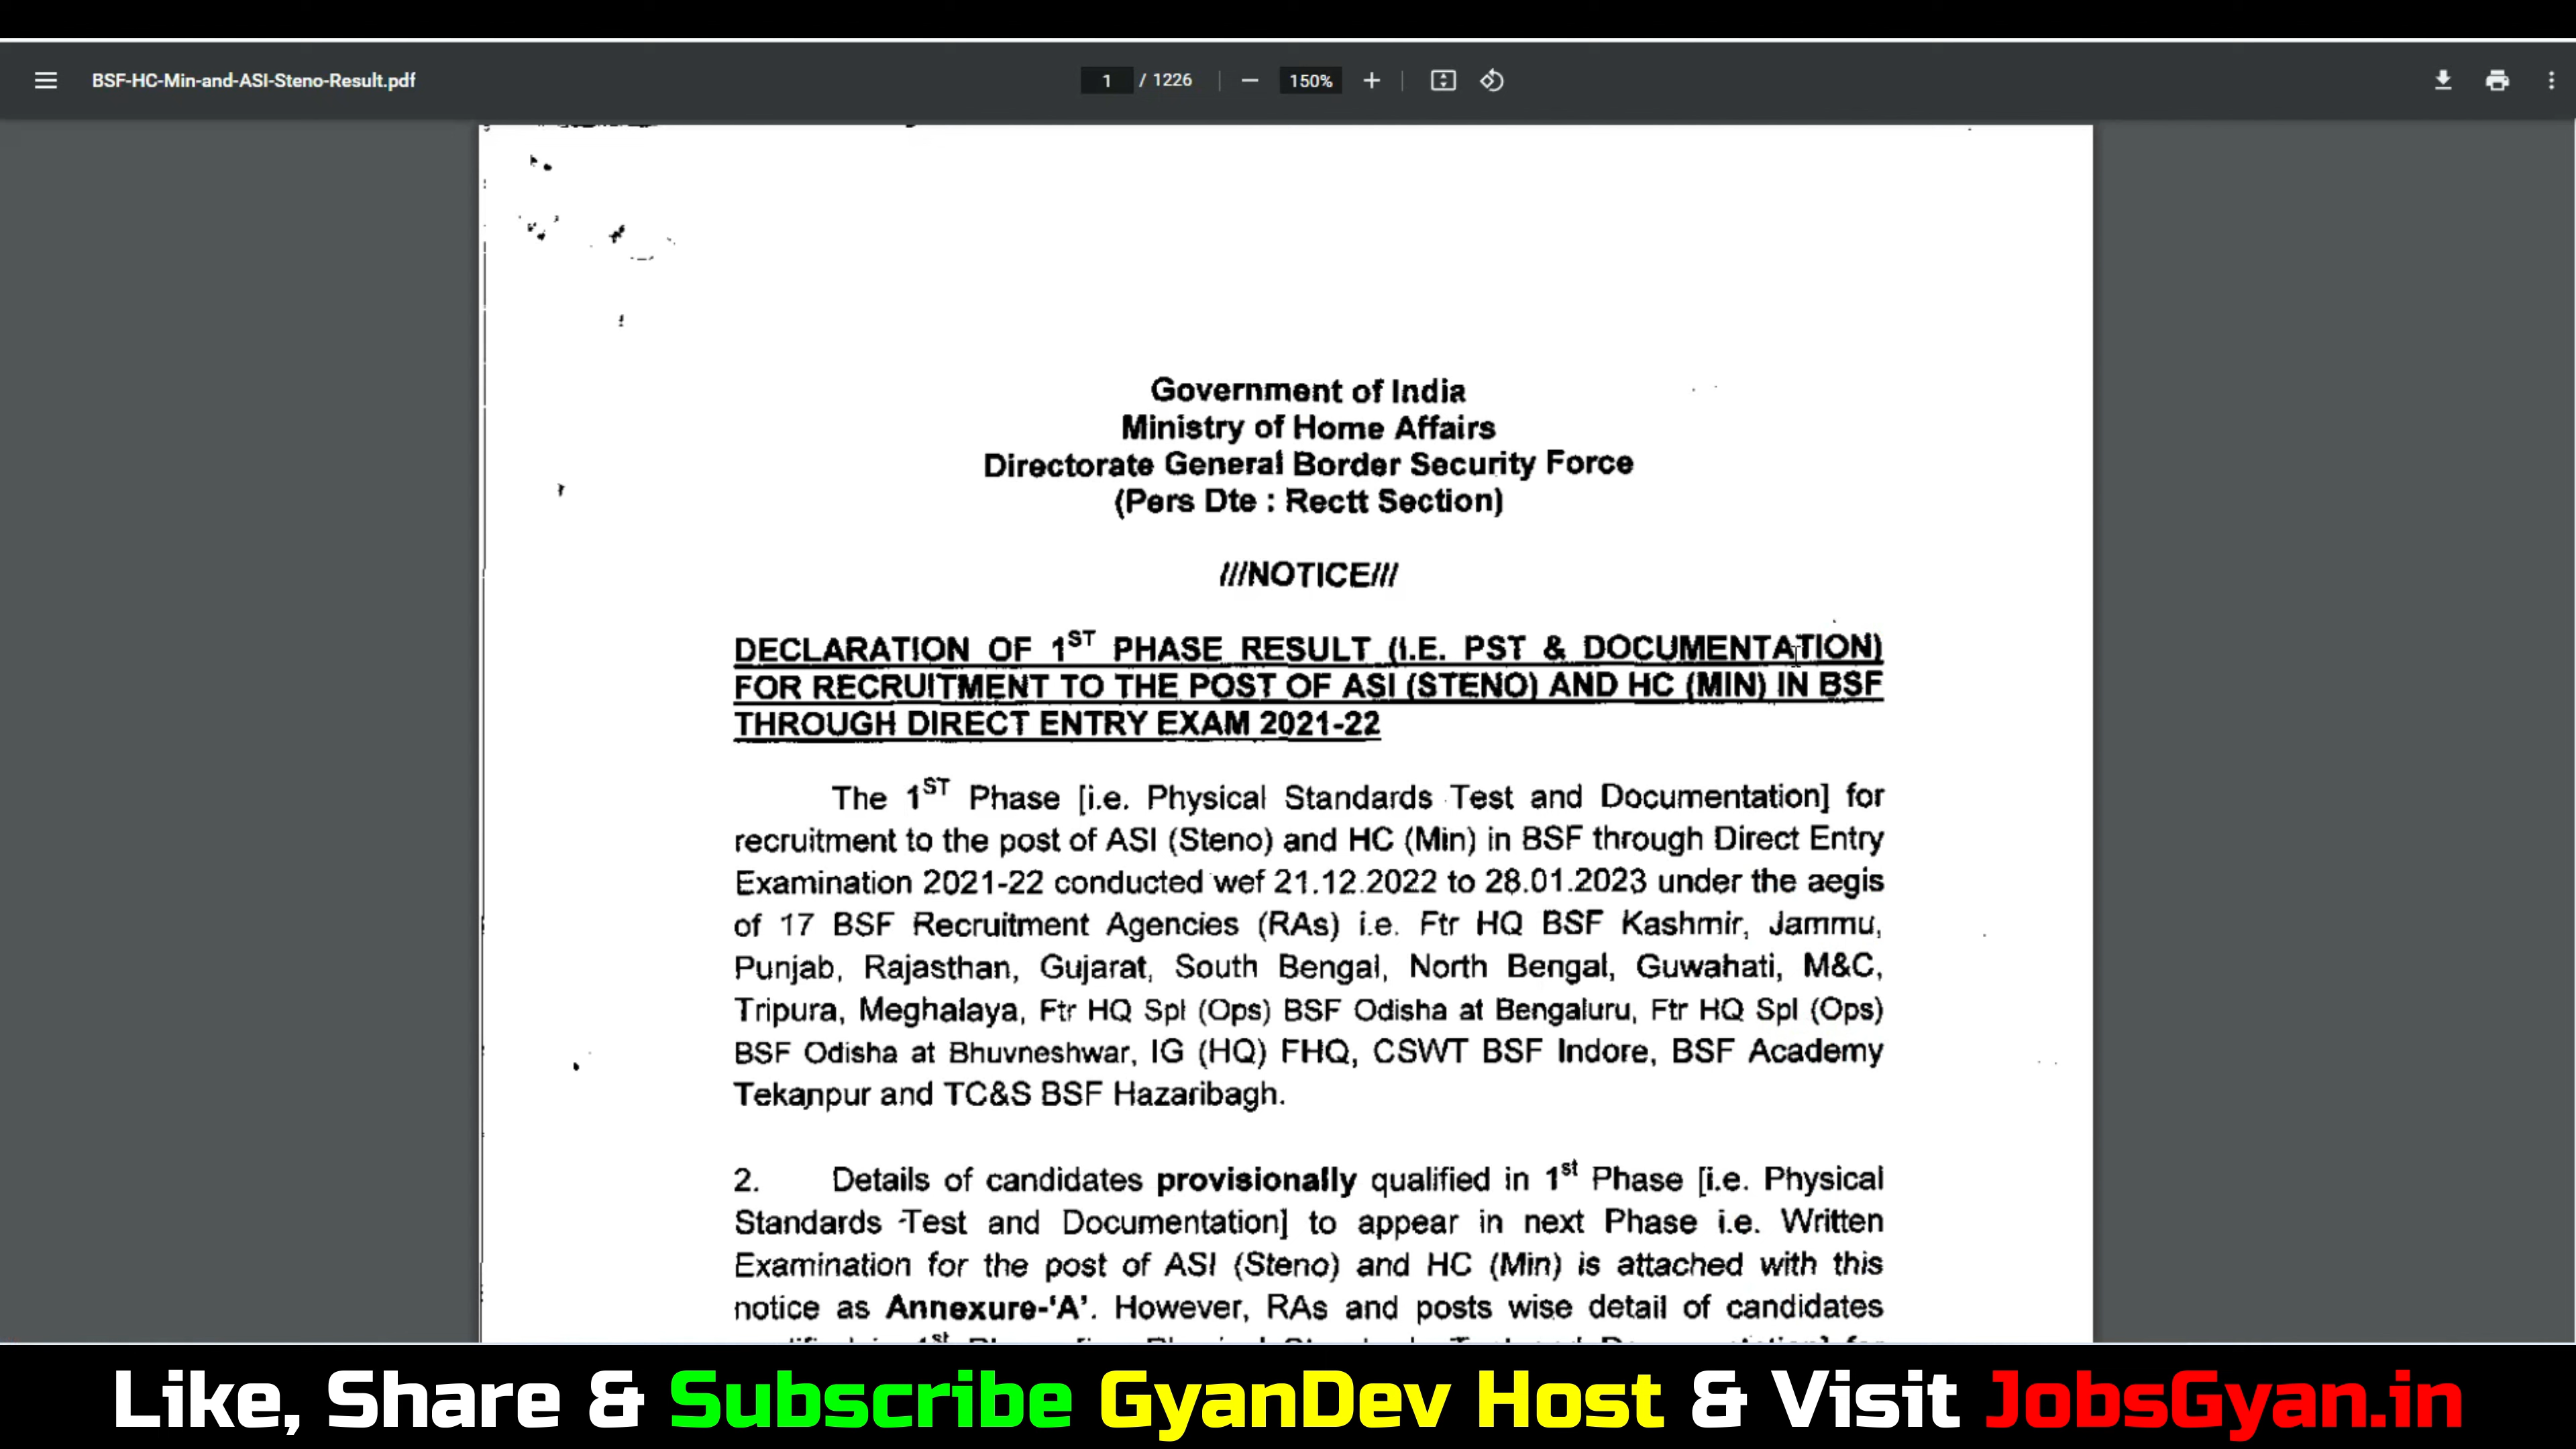 BSF-HC-Min-and-ASI-Steno-Result.pdf
1 / 1226
150%
Government of India
Ministry of Home Affairs
Directorate General Border Security Force
(Pers Dte : Rectt Section)
///NOTICE///
DECLARATION OF 1ST PHASE RESULT (I.E. PST & DOCUMENTATION)
FOR RECRUITMENT TO THE POST OF ASI (STENO) AND HC (MIN) IN BSF
THROUGH DIRECT ENTRY EXAM 2021-22
The 1ST Phase [i.e. Physical Standards Test and Documentation] for
recruitment to the post of ASI (Steno) and HC (Min) in BSF through Direct Entry
Examination 2021-22 conducted wef 21.12.2022 to 28.01.2023 under the aegis
of 17 BSF Recruitment Agencies (RAs) i.e. Ftr HQ BSF Kashmir, Jammu,
Punjab, Rajasthan, Gujarat, South Bengal, North Bengal, Guwahati, M&C,
Tripura, Meghalaya, Ftr HQ Spl (Ops) BSF Odisha at Bengaluru, Ftr HQ Spl (Ops)
BSF Odisha at Bhuvneshwar, IG (HQ) FHQ, CSWT BSF Indore, BSF Academy
Tekanpur and TC&S BSF Hazaribagh.
2. Details of candidates provisionally qualified in 1st Phase [i.e. Physical
Standards Test and Documentation] to appear in next Phase i.e. Written
Examination for the post of ASI (Steno) and HC (Min) is attached with this
notice as Annexure-‘A’. However, RAs and posts wise detail of candidates
Like, Share & Subscribe GyanDev Host & Visit JobsGyan.in